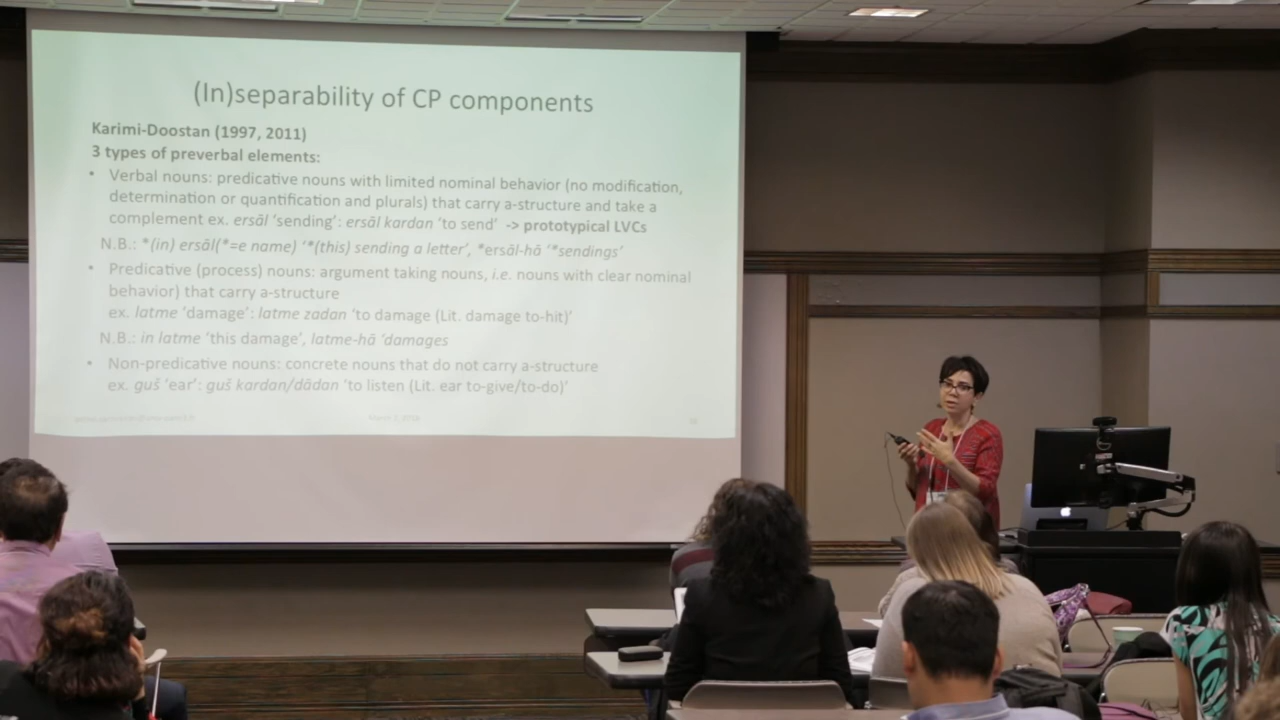 (In)separability of CP components
Karimi-Doostan (1997, 2011)
3 types of preverbal elements:
• Verbal nouns: predicative nouns with limited nominal behavior (no modification,
determination or quantification and plurals) that carry a-structure and take a
complement ex. ersāl 'sending': ersāl kardan 'to send' -> prototypical LVCs
N.B.: *(in) ersāl(*=e name) '*(this) sending a letter', *ersāl-hā '*sendings'
• Predicative (process) nouns: argument taking nouns, i.e. nouns with clear nominal
behavior) that carry a-structure
ex. latme 'damage': latme zadan 'to damage (Lit. damage to-hit)'
N.B.: in latme 'this damage', latme-hā 'damages
• Non-predicative nouns: concrete nouns that do not carry a-structure
ex. guš 'ear': guš kardan/dādan 'to listen (Lit. ear to-give/to-do)'